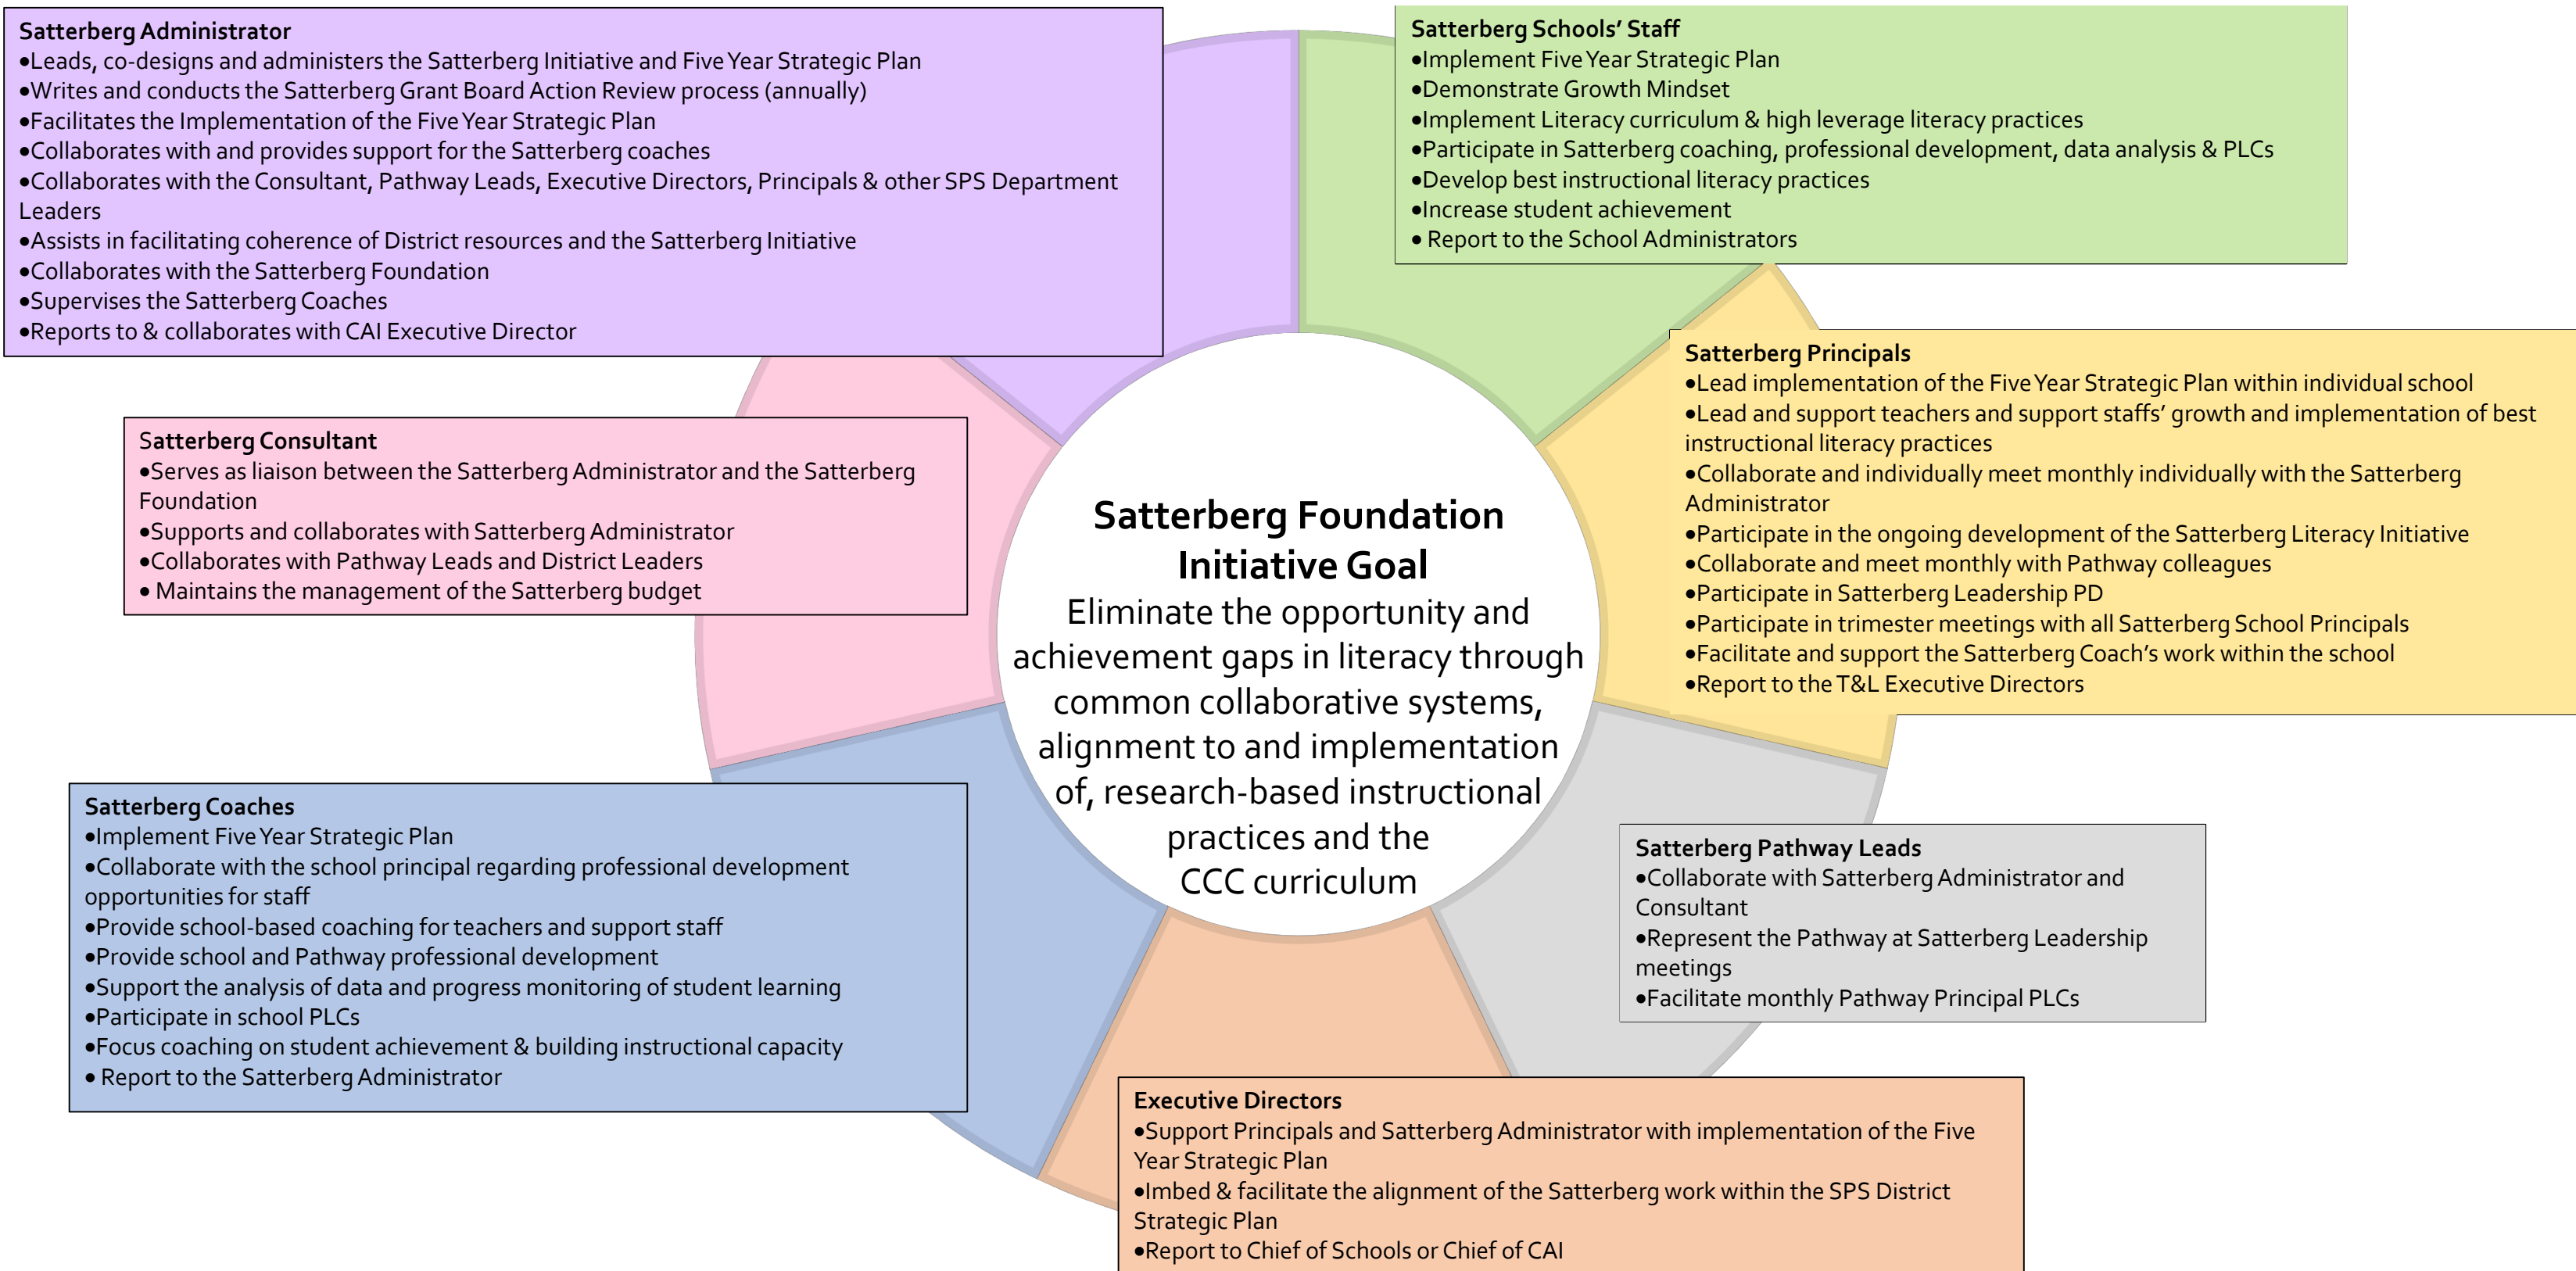 Satterberg Administrator
•Leads, co-designs and administers the Satterberg Initiative and Five Year Strategic Plan
•Writes and conducts the Satterberg Grant Board Action Review process (annually)
•Facilitates the Implementation of the Five Year Strategic Plan
•Collaborates with and provides support for the Satterberg coaches
•Collaborates with the Consultant, Pathway Leads, Executive Directors, Principals & other SPS Department
Leaders
•Assists in facilitating coherence of District resources and the Satterberg Initiative
•Collaborates with the Satterberg Foundation
•Supervises the Satterberg Coaches
•Reports to & collaborates with CAI Executive Director
Satterberg Schools' Staff
•Implement Five Year Strategic Plan
•Demonstrate Growth Mindset
•Implement Literacy curriculum & high leverage literacy practices
•Participate in Satterberg coaching, professional development, data analysis & PLCs
•Develop best instructional literacy practices
•Increase student achievement
• Report to the School Administrators
Satterberg Principals
•Lead implementation of the Five Year Strategic Plan within individual school
•Lead and support teachers and support staffs' growth and implementation of best
instructional literacy practices
•Collaborate and individually meet monthly individually with the Satterberg
Administrator
•Participate in the ongoing development of the Satterberg Literacy Initiative
•Collaborate and meet monthly with Pathway colleagues
•Participate in Satterberg Leadership PD
•Participate in trimester meetings with all Satterberg School Principals
•Facilitate and support the Satterberg Coach's work within the school
•Report to the T&L Executive Directors
Satterberg Consultant
•Serves as liaison between the Satterberg Administrator and the Satterberg
Foundation
•Supports and collaborates with Satterberg Administrator
•Collaborates with Pathway Leads and District Leaders
• Maintains the management of the Satterberg budget
Satterberg Foundation
Initiative Goal
Eliminate the opportunity and
achievement gaps in literacy through
common collaborative systems,
alignment to and implementation
of, research-based instructional
practices and the
CCC curriculum
Satterberg Coaches
•Implement Five Year Strategic Plan
•Collaborate with the school principal regarding professional development
opportunities for staff
•Provide school-based coaching for teachers and support staff
•Provide school and Pathway professional development
•Support the analysis of data and progress monitoring of student learning
•Participate in school PLCs
•Focus coaching on student achievement & building instructional capacity
• Report to the Satterberg Administrator
Satterberg Pathway Leads
•Collaborate with Satterberg Administrator and
Consultant
•Represent the Pathway at Satterberg Leadership
meetings
•Facilitate monthly Pathway Principal PLCs
Executive Directors
•Support Principals and Satterberg Administrator with implementation of the Five
Year Strategic Plan
•Imbed & facilitate the alignment of the Satterberg work within the SPS District
Strategic Plan
•Report to Chief of Schools or Chief of CAI